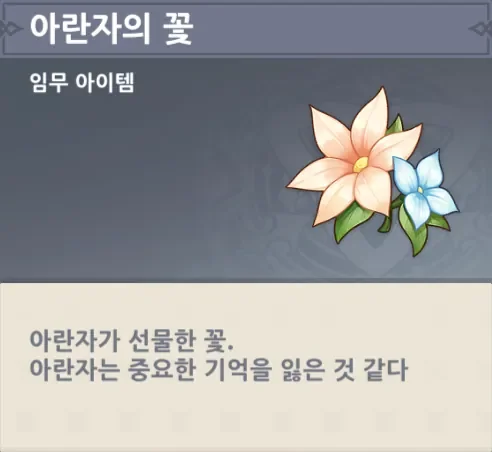 아란자의 꽃
임무 아이템
아란자가 선물한 꽃.
아란자는 중요한 기억을 잃은 것 같다